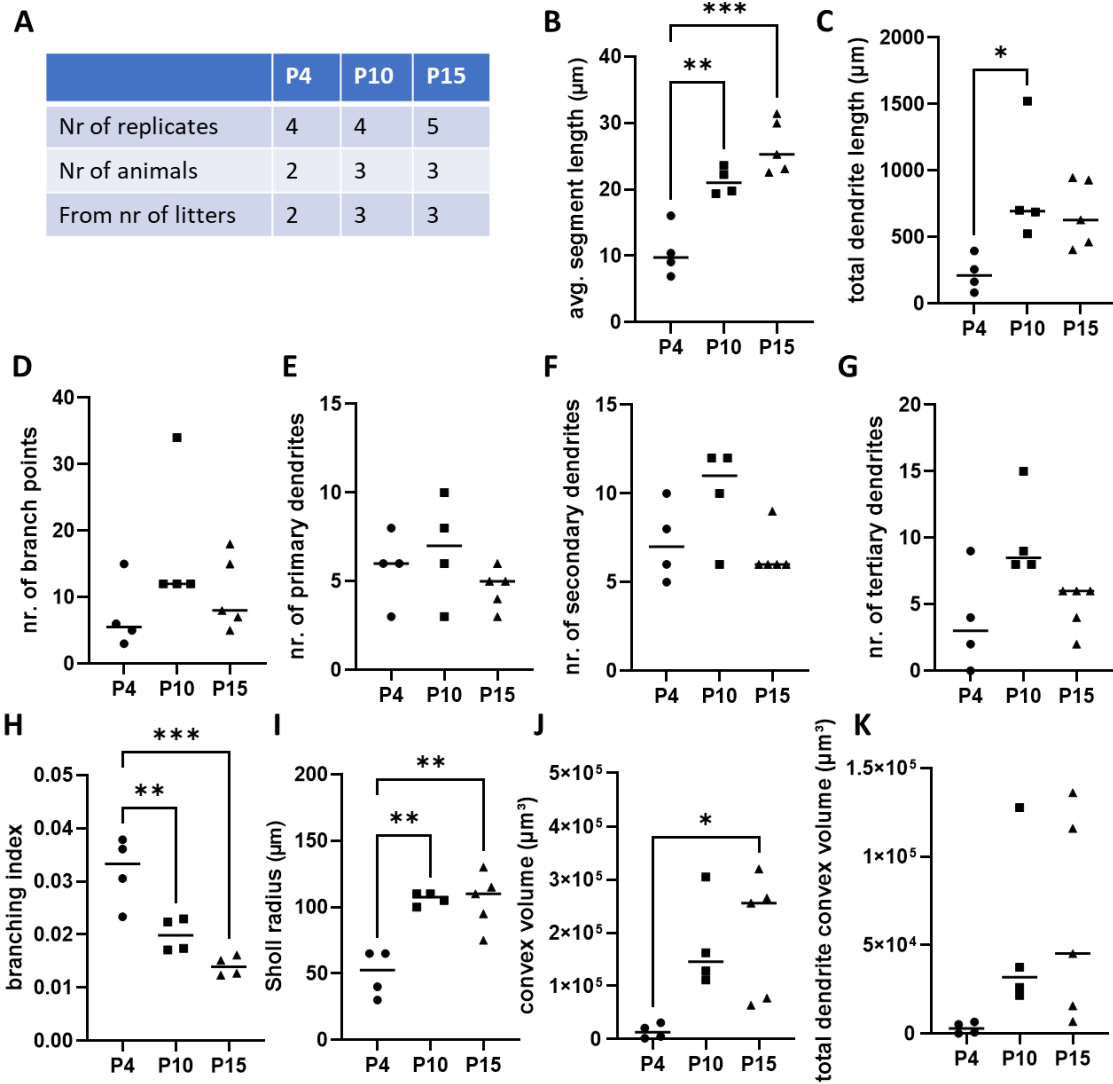 A
P4 P10 P15
Nr of replicates 4 4 5
Nr of animals 2 3 3
From nr of litters 2 3 3
B
avg. segment length (µm)
40
30
20
10
0
** ***
P4 P10 P15
C
total dendrite length (µm)
2000
1500
1000
500
0
*
P4 P10 P15
D
nr. of branch points
40
30
20
10
0
P4 P10 P15
E
nr. of primary dendrites
15
10
5
0
P4 P10 P15
F
nr. of secondary dendrites
15
10
5
0
P4 P10 P15
G
nr. of tertiary dendrites
20
15
10
5
0
P4 P10 P15
H
branching index
0.05
0.04
0.03
0.02
0.01
0.00
***
**
P4 P10 P15
I
Sholl radius (µm)
200
150
100
50
0
**
**
P4 P10 P15
J
convex volume (µm³)
5×10⁵
4×10⁵
3×10⁵
2×10⁵
1×10⁵
0
*
P4 P10 P15
K
total dendrite convex volume (µm³)
1.5×10⁵
1×10⁵
5×10⁴
0
P4 P10 P15